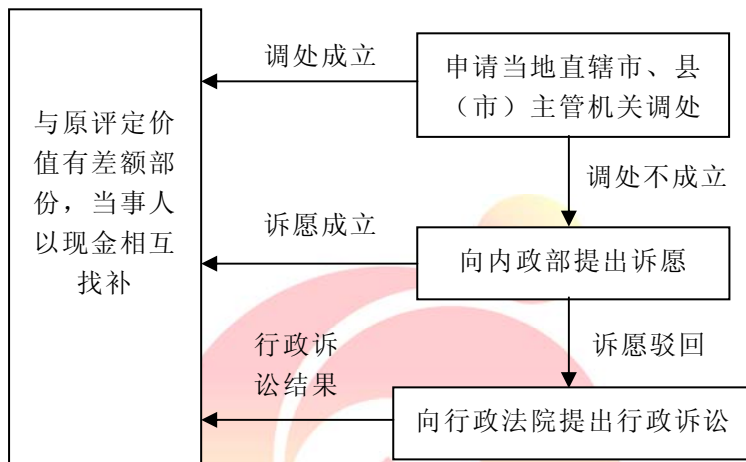 调处成立
申请当地直辖市、县
（市）主管机关调处
与原评定价
值有差额部
份，当事人
以现金相互
找补
调处不成立
诉愿成立
向内政部提出诉愿
诉愿驳回
行政诉
讼结果
向行政法院提出行政诉讼